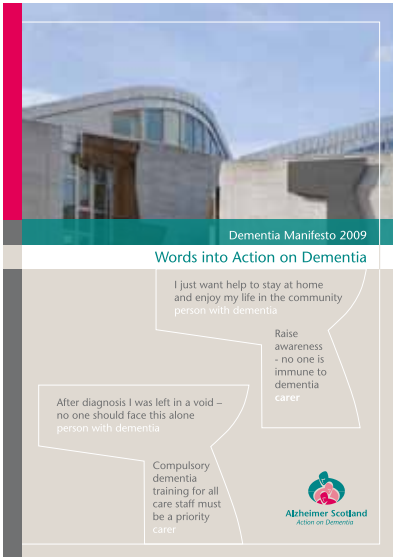 Dementia Manifesto 2009
Words into Action on Dementia
I just want help to stay at home
and enjoy my life in the community
person with dementia
Raise
awareness
- no one is
immune to
dementia
carer
After diagnosis I was left in a void –
no one should face this alone
person with dementia
Compulsory
dementia
training for all
care staff must
be a priority
carer
Alzheimer Scotland
Action on Dementia